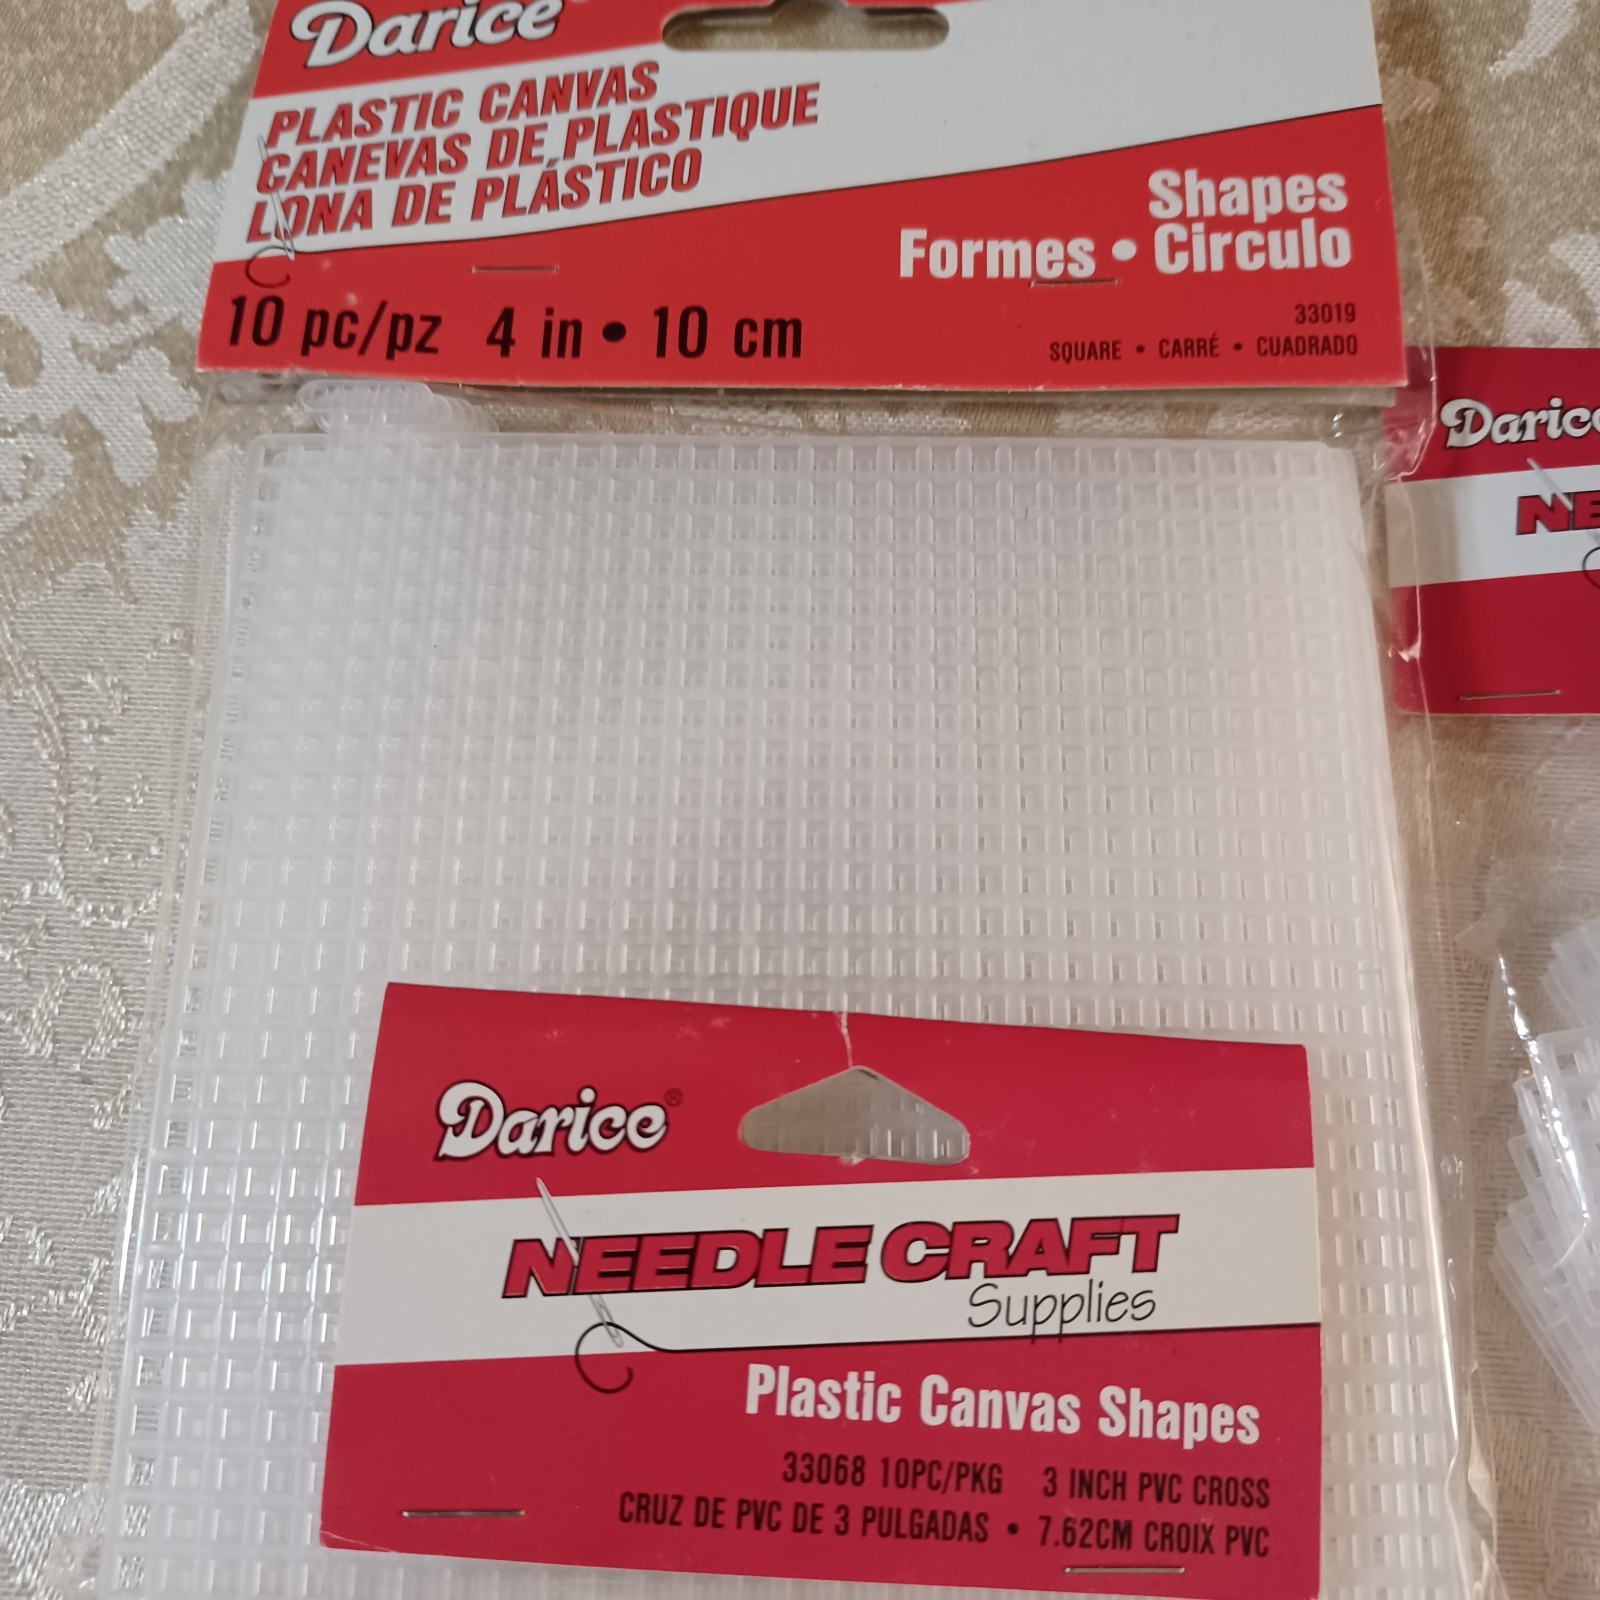 Darice
PLASTIC CANVAS
CANEVAS DE PLASTIQUE
LONA DE PLÁSTICO
Shapes
Formes • Circulo
10 pc/pz 4 in • 10 cm
33019
SQUARE • CARRÉ • CUADRADO
Darice
Darice®
NEEDLE CRAFT
Supplies
Plastic Canvas Shapes
33068 10PC/PKG 3 INCH PVC CROSS
CRUZ DE PVC DE 3 PULGADAS • 7.62CM CROIX PVC